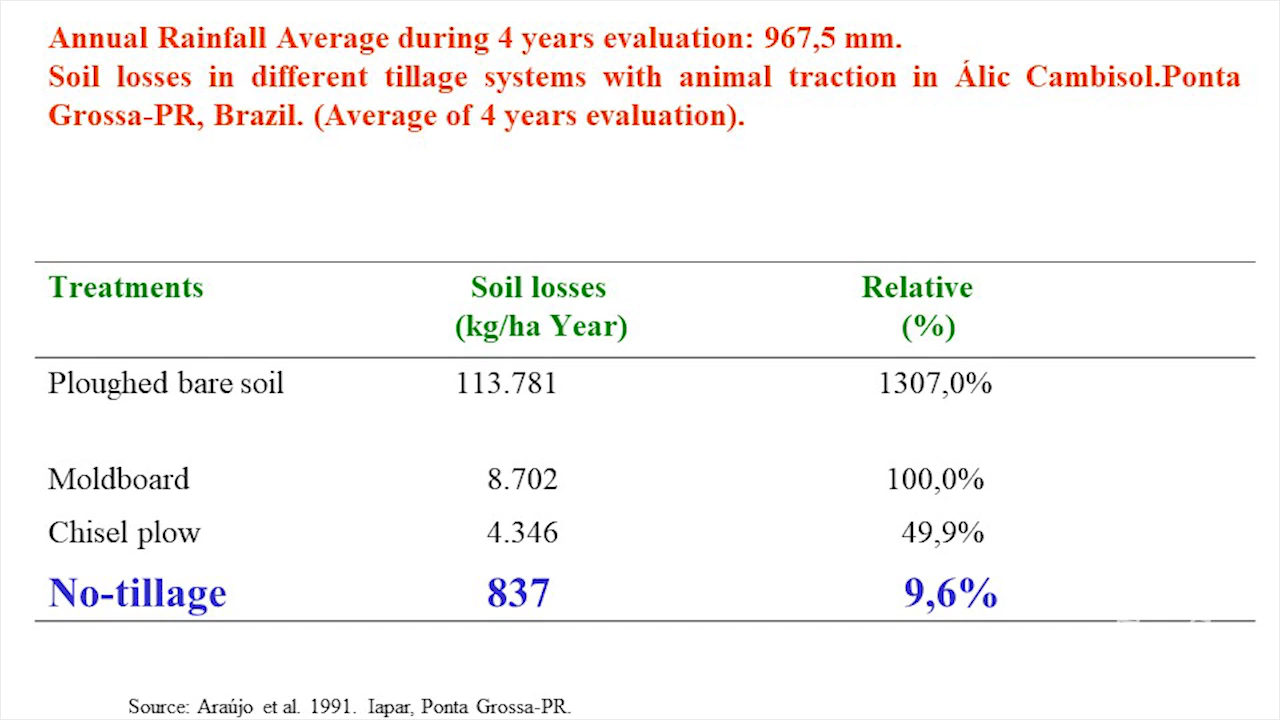 Annual Rainfall Average during 4 years evaluation: 967,5 mm.
Soil losses in different tillage systems with animal traction in Álic Cambisol.Ponta
Grossa-PR, Brazil. (Average of 4 years evaluation).
Treatments Soil losses Relative
(kg/ha Year) (%)
Ploughed bare soil 113.781 1307,0%
Moldboard 8.702 100,0%
Chisel plow 4.346 49,9%
No-tillage 837 9,6%
Source: Araújo et al. 1991. Iapar, Ponta Grossa-PR.